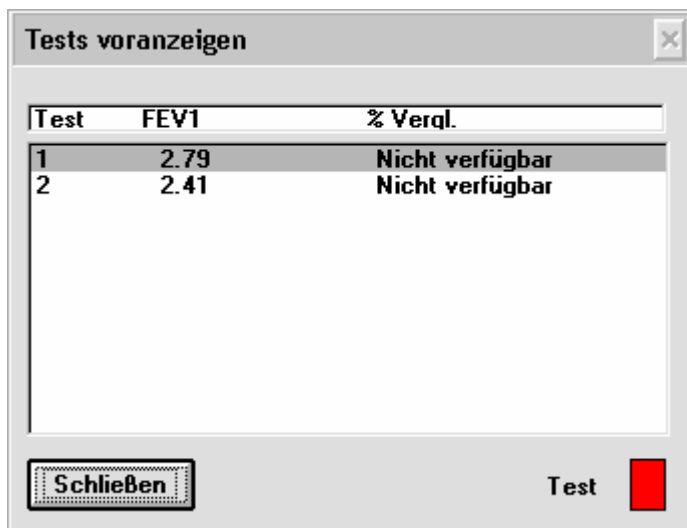 Tests voranzeigen
Test FEV1 % Vergl.
1 2.79 Nicht verfügbar
2 2.41 Nicht verfügbar
Schließen Test